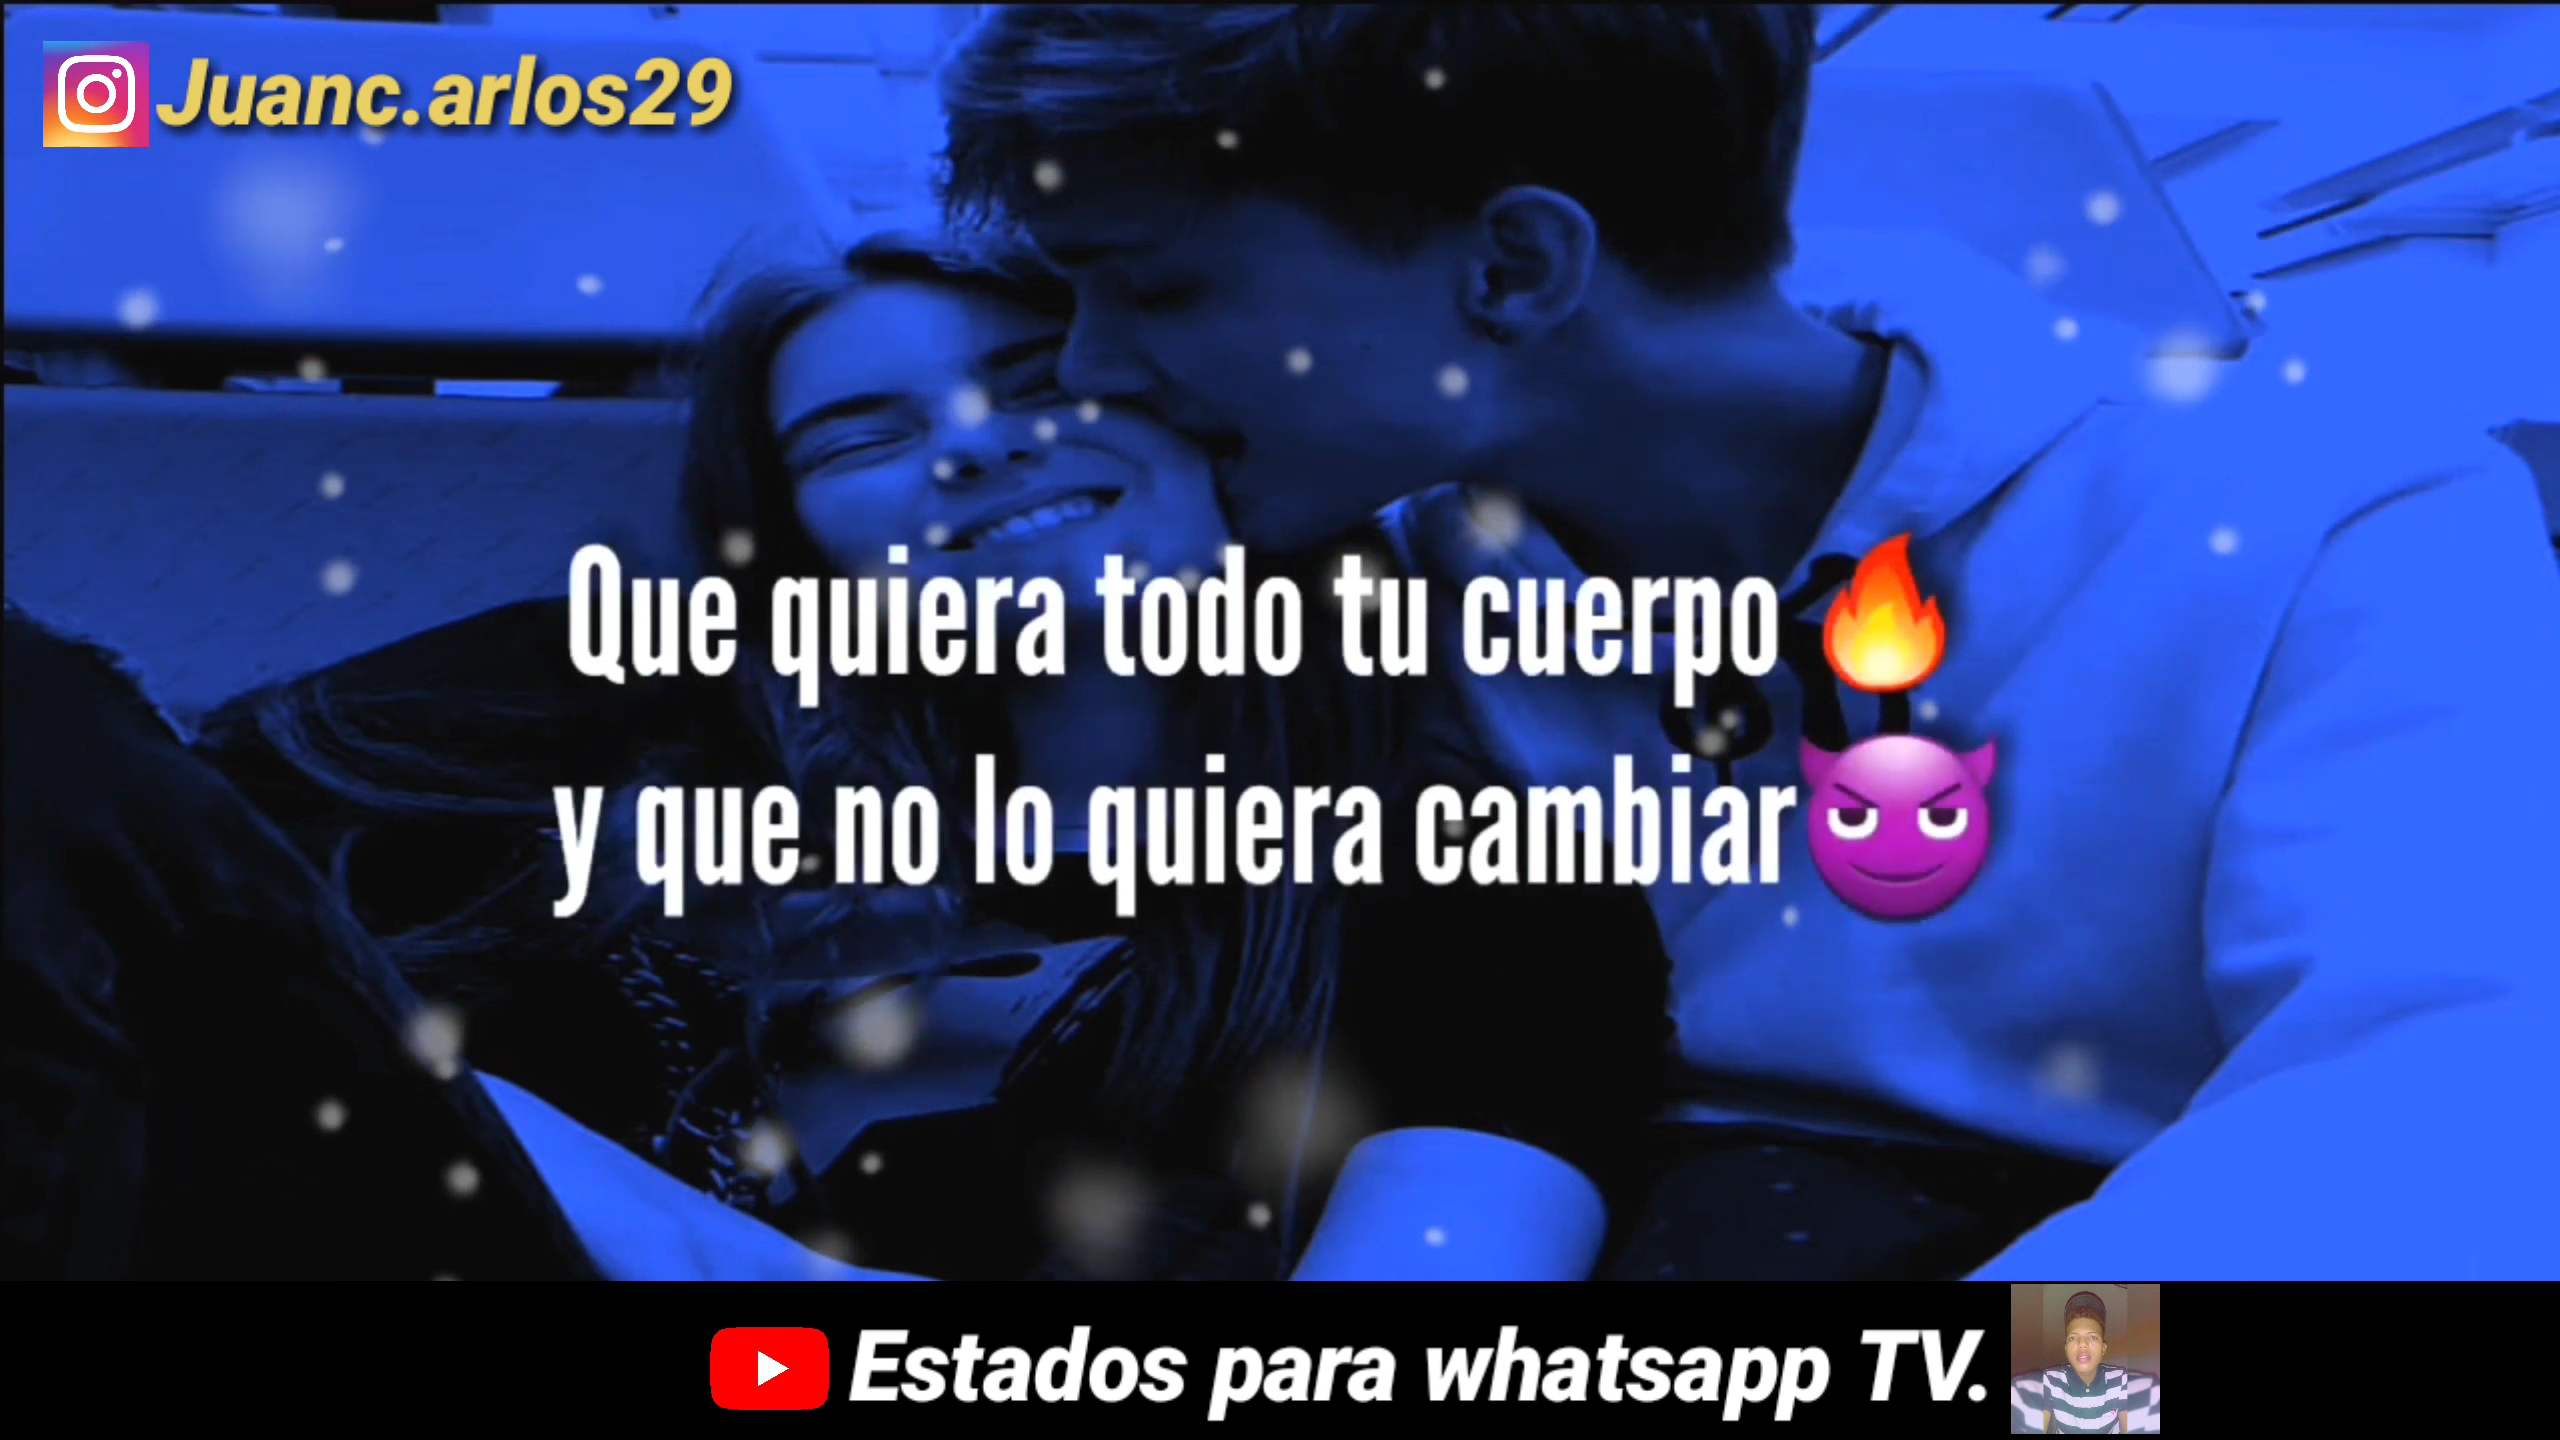 Juanc.arlos29
Que quiera todo tu cuerpo🔥
y que no lo quiera cambiar😈
Estados para whatsapp TV.